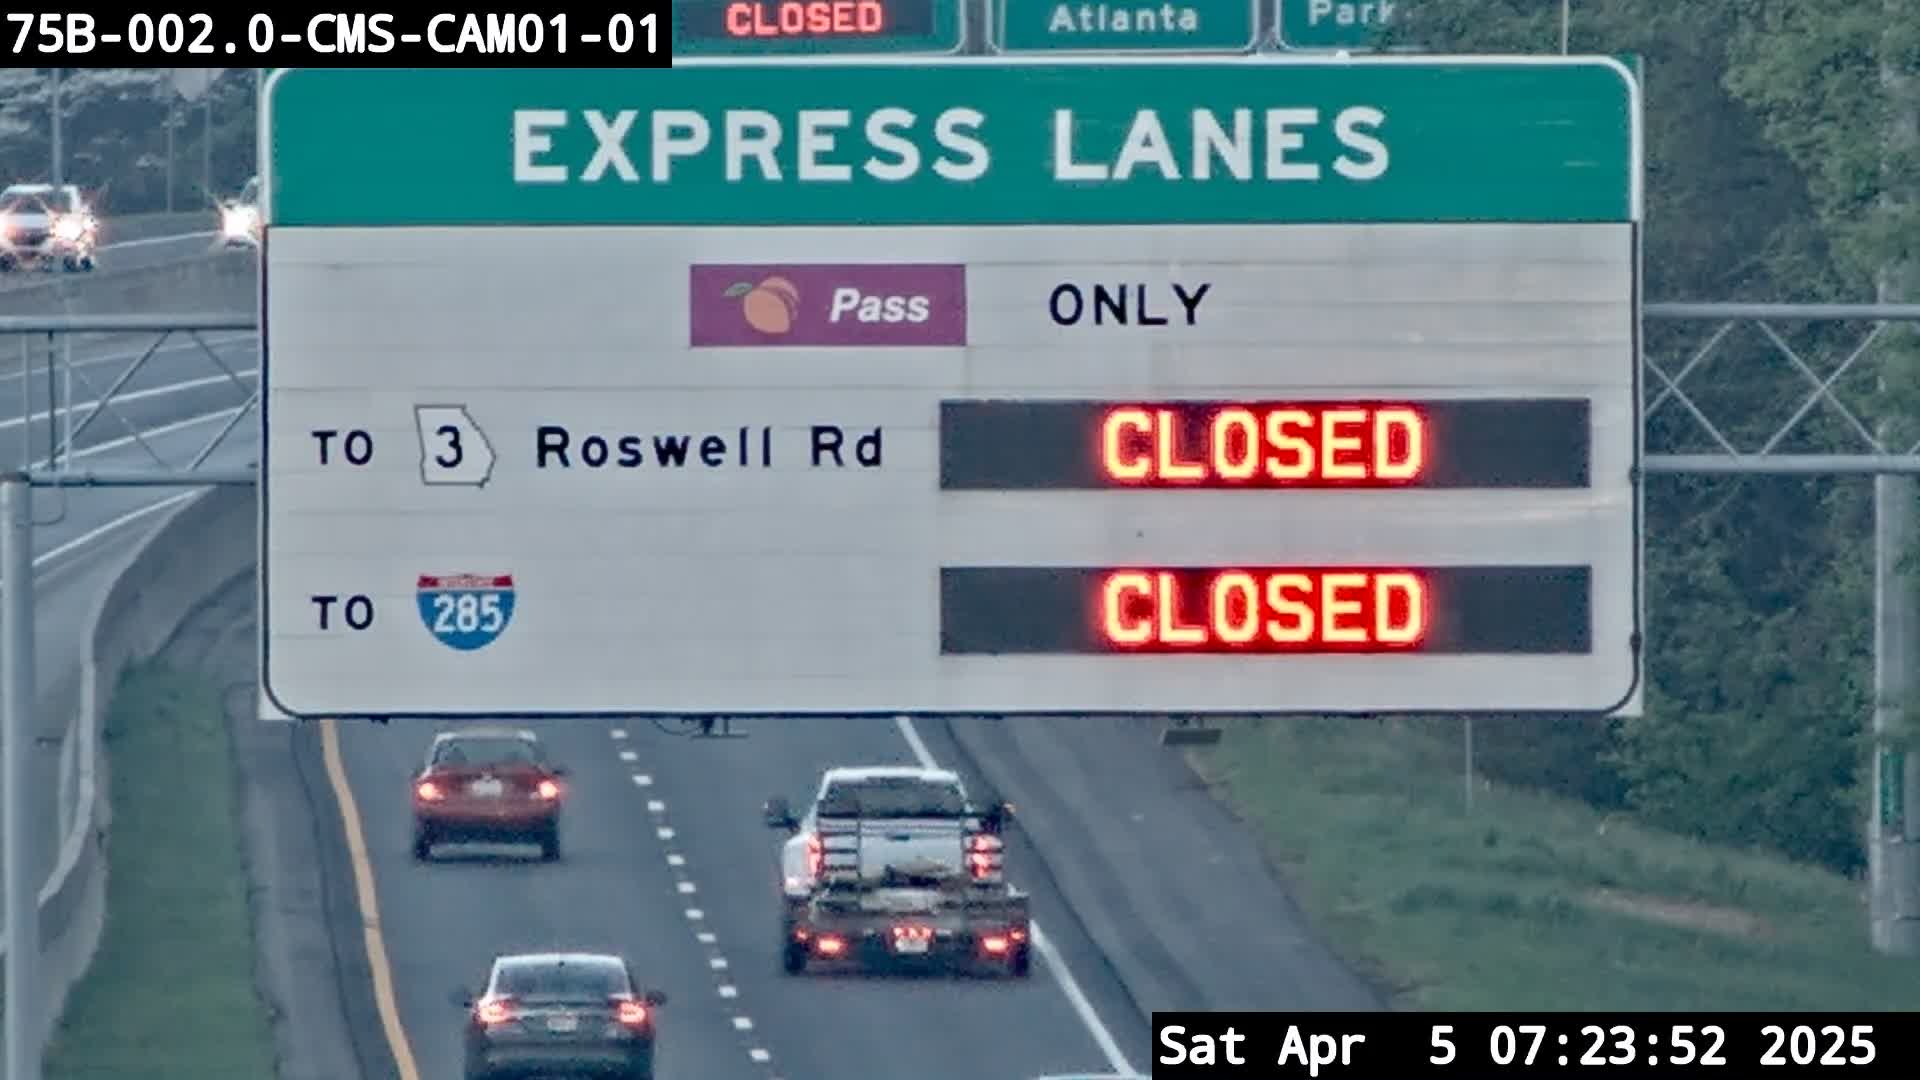 75B-002.0-CMS-CAM01-01
CLOSED
Atlanta
Park
EXPRESS LANES
Pass ONLY
TO 3 Roswell Rd CLOSED
TO 285 CLOSED
Sat Apr 5 07:23:52 2025